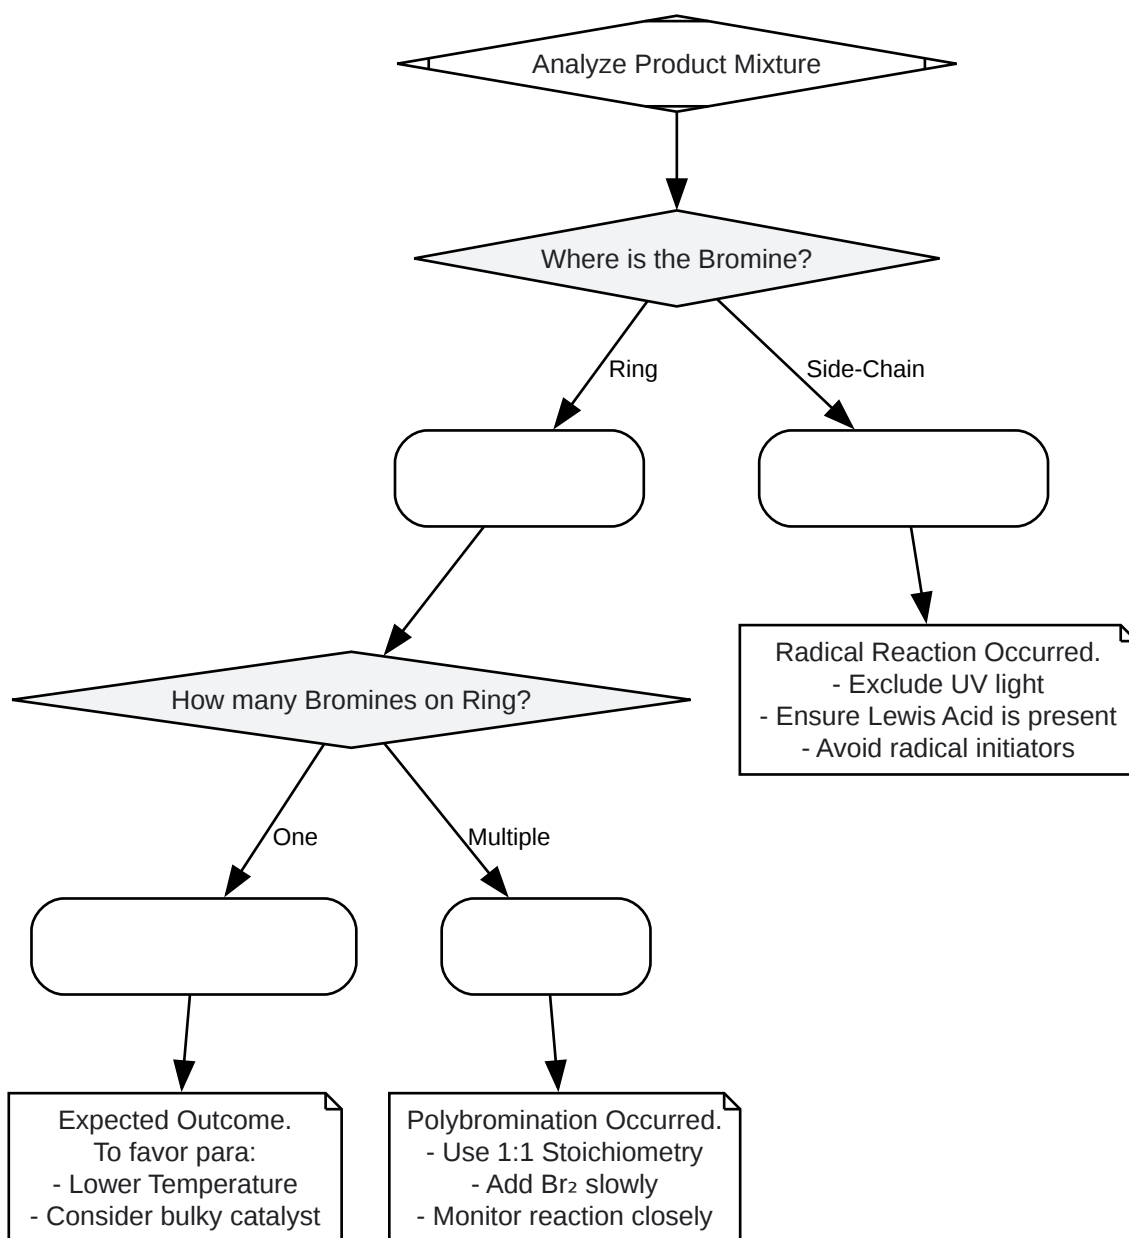 Analyze Product Mixture
Where is the Bromine?
Ring
Side-Chain
Radical Reaction Occurred.
- Exclude UV light
- Ensure Lewis Acid is present
- Avoid radical initiators
How many Bromines on Ring?
One
Multiple
Expected Outcome.
To favor para:
- Lower Temperature
- Consider bulky catalyst
Polybromination Occurred.
- Use 1:1 Stoichiometry
- Add Br₂ slowly
- Monitor reaction closely